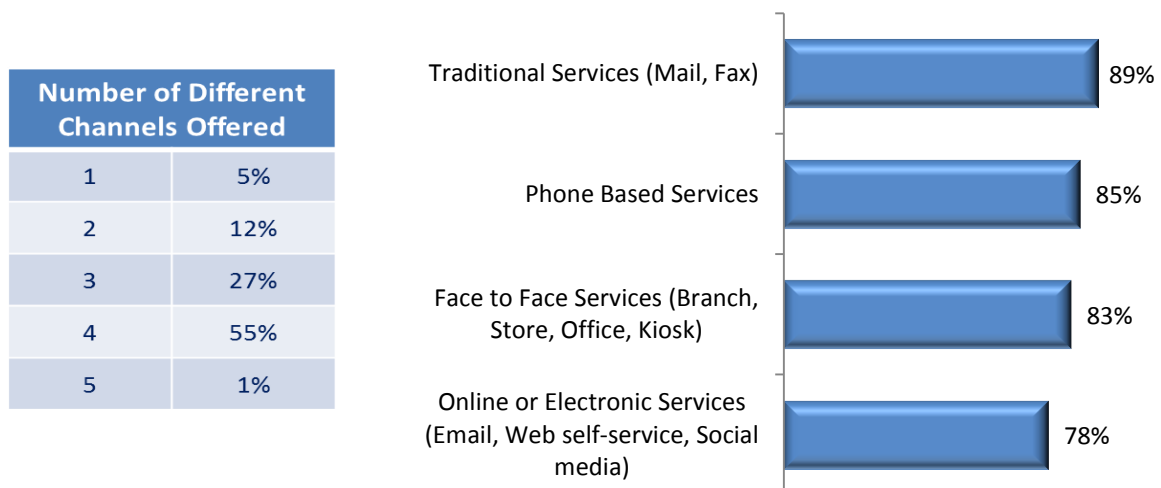 Number of Different
Channels Offered
1 5%
2 12%
3 27%
4 55%
5 1%
Traditional Services (Mail, Fax) 89%
Phone Based Services 85%
Face to Face Services (Branch,
Store, Office, Kiosk) 83%
Online or Electronic Services
(Email, Web self-service, Social 78%
media)